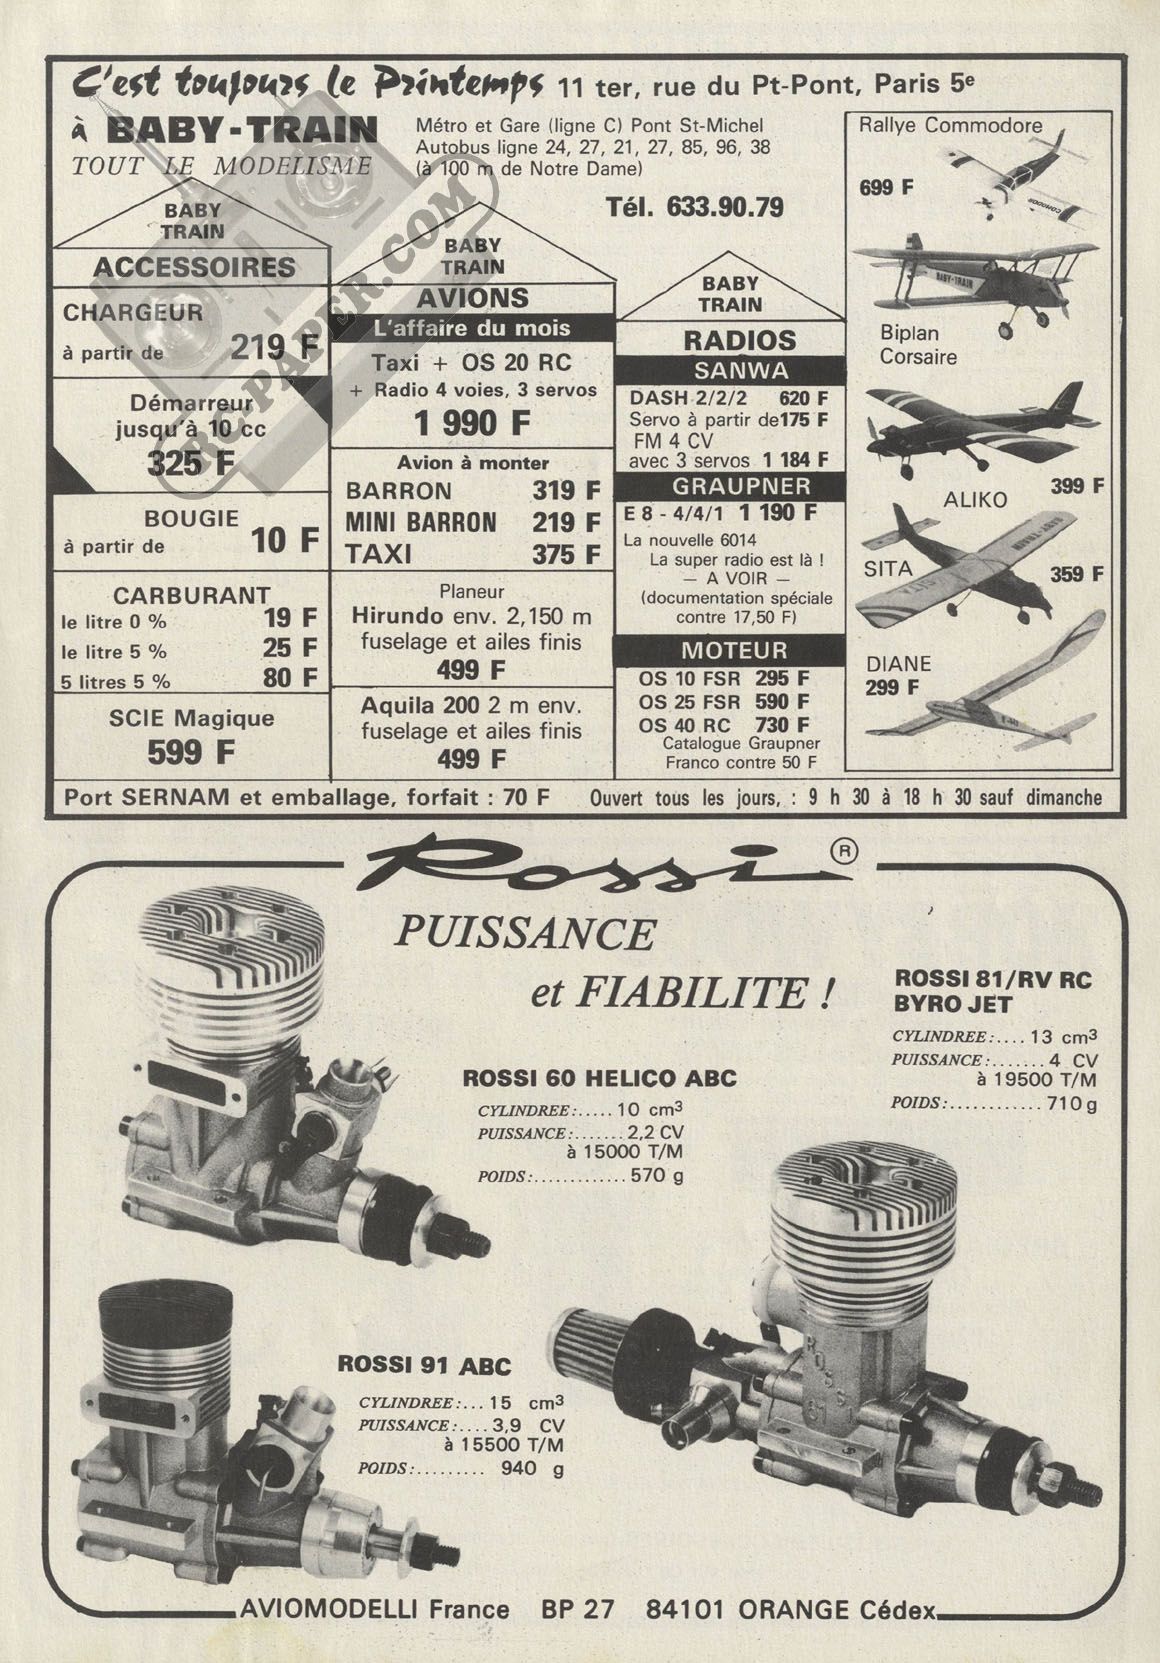 C'est toujours le Printemps 11 ter, rue du Pt-Pont, Paris 5e
à BABY-TRAIN
TOUT LE MODELISME
Métro et Gare (ligne C) Pont St-Michel
Autobus ligne 24, 27, 21, 27, 85, 96, 38
(à 100 m de Notre Dame)
Tél. 633.90.79
BABY
TRAIN
ACCESSOIRES
CHARGEUR
à partir de 219 F
Démarreur
jusqu'à 10 cc
325 F
BOUGIE
à partir de 10 F
CARBURANT
le litre 0 % 19 F
le litre 5 % 25 F
5 litres 5 % 80 F
SCIE Magique
599 F
BABY
TRAIN
AVIONS
L'affaire du mois
Taxi + OS 20 RC
+ Radio 4 voies, 3 servos
1 990 F
Avion à monter
BARRON 319 F
MINI BARRON 219 F
TAXI 375 F
Planeur
Hirundo env. 2,150 m
fuselage et ailes finis
499 F
Aquila 200 2 m env.
fuselage et ailes finis
499 F
BABY
TRAIN
RADIOS
SANWA
DASH 2/2/2 620 F
Servo à partir de 175 F
FM 4 CV
avec 3 servos 1 184 F
GRAUPNER
E 8 - 4/4/1 1 190 F
La nouvelle 6014
La super radio est là !
— A VOIR —
(documentation spéciale
contre 17,50 F)
MOTEUR
OS 10 FSR 295 F
OS 25 FSR 590 F
OS 40 RC 730 F
Catalogue Graupner
Franco contre 50 F
Rallye Commodore
699 F
CONDOR
BABY-TRAIN
Biplan
Corsaire
399 F
ALIKO
BABY-TRAIN
SITA
SITA
359 F
DIANE
299 F
Port SERNAM et emballage, forfait : 70 F Ouvert tous les jours, : 9 h 30 à 18 h 30 sauf dimanche
RC-PAPER.COM
Rossi ®
PUISSANCE
et FIABILITE !
ROSSI 81/RV RC
BYRO JET
CYLINDREE:.... 13 cm3
PUISSANCE:....... 4 CV
à 19500 T/M
POIDS:............ 710 g
ROSSI 60 HELICO ABC
CYLINDREE:..... 10 cm3
PUISSANCE:....... 2,2 CV
à 15000 T/M
POIDS:............. 570 g
ROSSI
81
ROSSI 91 ABC
CYLINDREE:... 15 cm3
PUISSANCE:.... 3,9 CV
à 15500 T/M
POIDS:......... 940 g
AVIOMODELLI France BP 27 84101 ORANGE Cédex